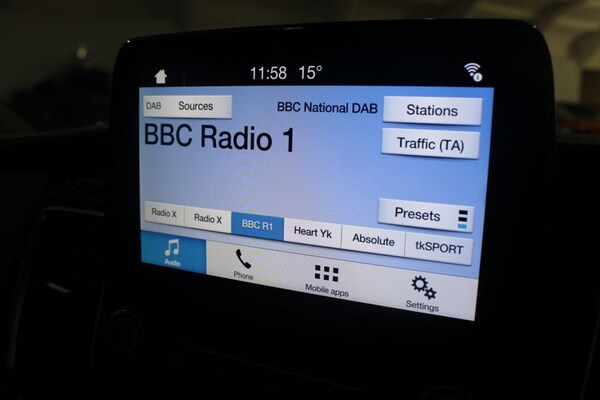 11:58 15°
DAB Sources
BBC National DAB
Stations
BBC Radio 1
Traffic (TA)
Presets
Radio X
Radio X
BBC R1
Heart Yk
Absolute
tkSPORT
Audio
Phone
Mobile apps
Settings